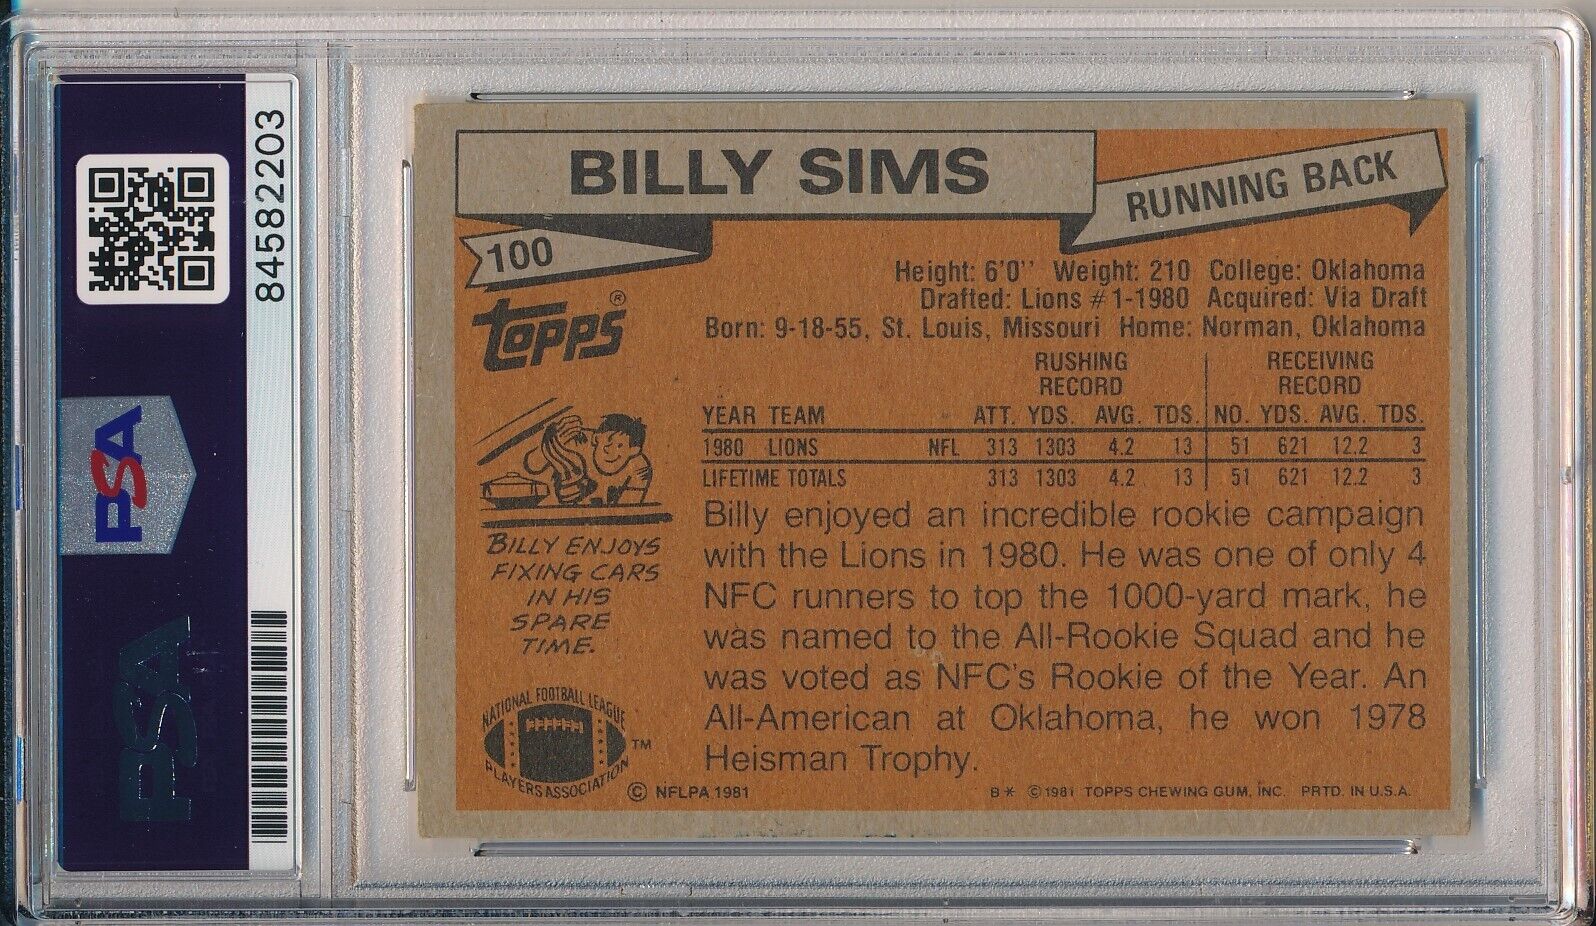 84582203
PSA
PSA
BILLY SIMS
RUNNING BACK
100
TOPPS®
Height: 6'0'' Weight: 210 College: Oklahoma
Drafted: Lions #1-1980 Acquired: Via Draft
Born: 9-18-55, St. Louis, Missouri Home: Norman, Oklahoma
RUSHING RECORD RECEIVING RECORD
YEAR TEAM ATT. YDS. AVG. TDS. NO. YDS. AVG. TDS.
1980 LIONS NFL 313 1303 4.2 13 51 621 12.2 3
LIFETIME TOTALS 313 1303 4.2 13 51 621 12.2 3
BILLY ENJOYS
FIXING CARS
IN HIS
SPARE
TIME.
Billy enjoyed an incredible rookie campaign
with the Lions in 1980. He was one of only 4
NFC runners to top the 1000-yard mark, he
was named to the All-Rookie Squad and he
was voted as NFC's Rookie of the Year. An
All-American at Oklahoma, he won 1978
Heisman Trophy.
NATIONAL FOOTBALL LEAGUE
PLAYERS ASSOCIATION ™
© NFLPA 1981
B* ©1981 TOPPS CHEWING GUM, INC. PRTD. IN U.S.A.